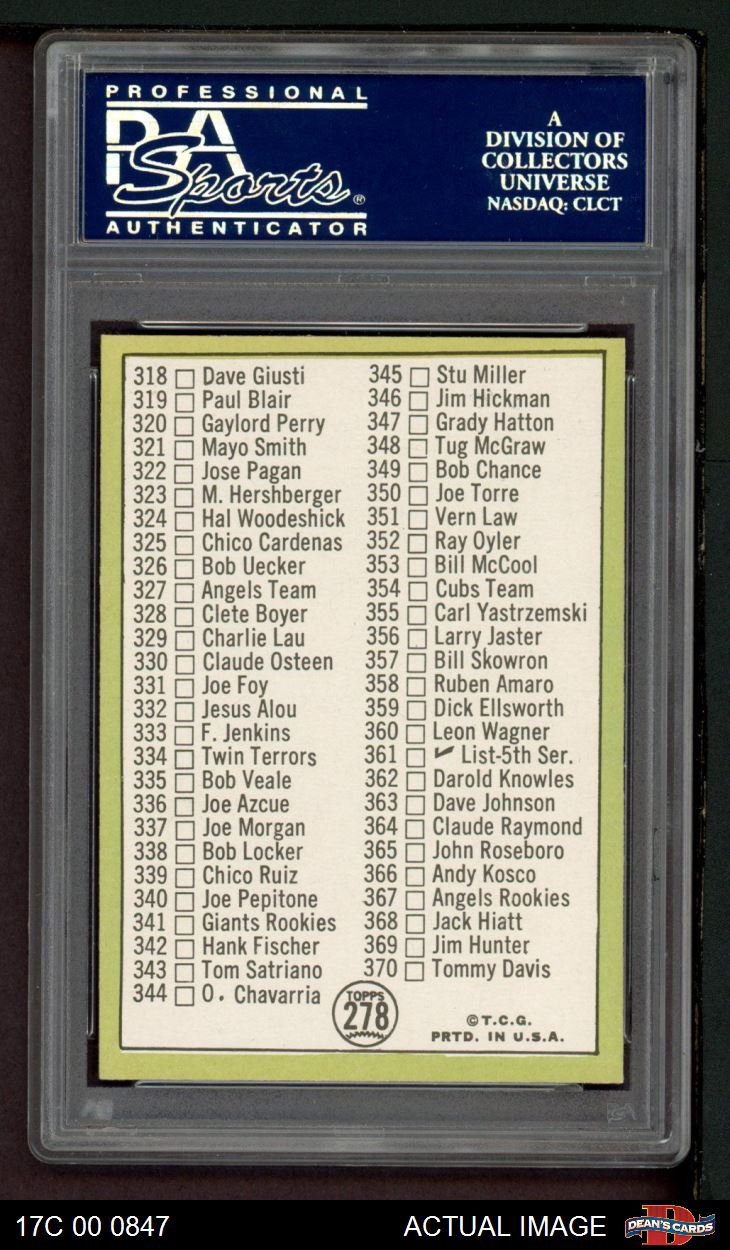 PROFESSIONAL
PSA
Sports®
AUTHENTICATOR
A
DIVISION OF
COLLECTORS
UNIVERSE
NASDAQ: CLCT
318 Dave Giusti
319 Paul Blair
320 Gaylord Perry
321 Mayo Smith
322 Jose Pagan
323 M. Hershberger
324 Hal Woodeshick
325 Chico Cardenas
326 Bob Uecker
327 Angels Team
328 Clete Boyer
329 Charlie Lau
330 Claude Osteen
331 Joe Foy
332 Jesus Alou
333 F. Jenkins
334 Twin Terrors
335 Bob Veale
336 Joe Azcue
337 Joe Morgan
338 Bob Locker
339 Chico Ruiz
340 Joe Pepitone
341 Giants Rookies
342 Hank Fischer
343 Tom Satriano
344 O. Chavarria
345 Stu Miller
346 Jim Hickman
347 Grady Hatton
348 Tug McGraw
349 Bob Chance
350 Joe Torre
351 Vern Law
352 Ray Oyler
353 Bill McCool
354 Cubs Team
355 Carl Yastrzemski
356 Larry Jaster
357 Bill Skowron
358 Ruben Amaro
359 Dick Ellsworth
360 Leon Wagner
361 List-5th Ser.
362 Darold Knowles
363 Dave Johnson
364 Claude Raymond
365 John Roseboro
366 Andy Kosco
367 Angels Rookies
368 Jack Hiatt
369 Jim Hunter
370 Tommy Davis
TOPPS
278
©T.C.G.
PRTD. IN U.S.A.
17C 00 0847
ACTUAL IMAGE
DEAN'S CARDS